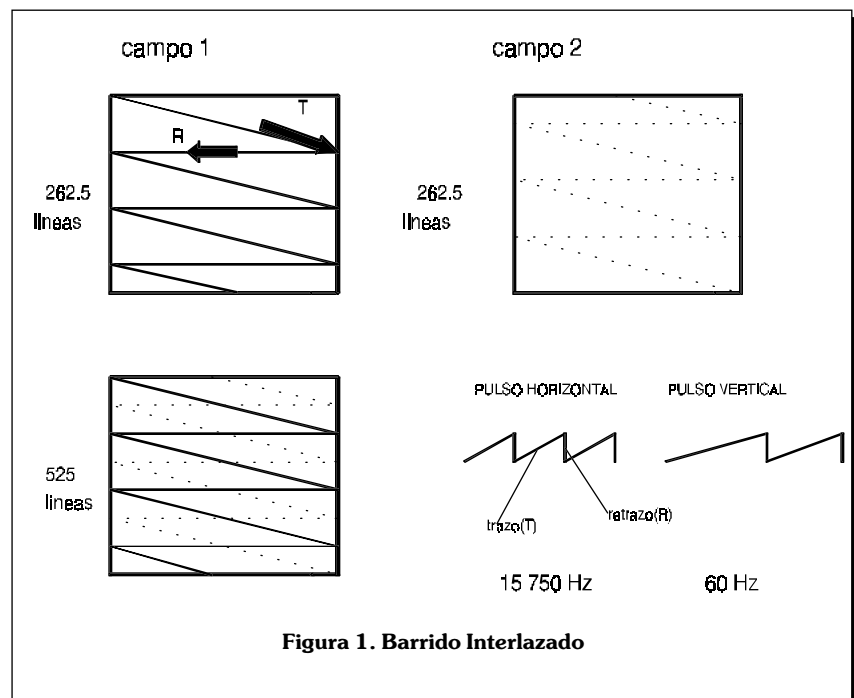 campo 1
campo 2
T
R
262.5
lineas
262.5
lineas
525
lineas
PULSO HORIZONTAL
PULSO VERTICAL
trazo(T)
retrazo(R)
15 750 Hz
60 Hz
Figura 1. Barrido Interlazado